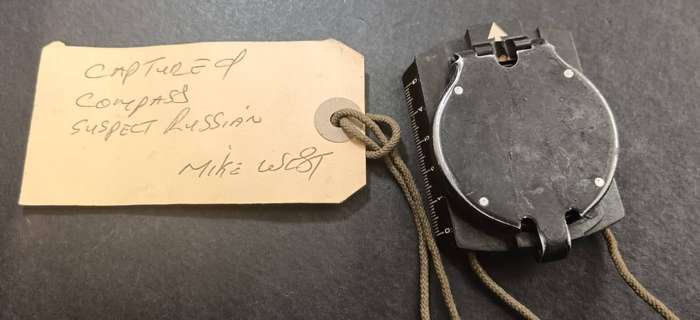 CAPTURED
COMPASS
SUSPECT RUSSIAN
MIKE WEST